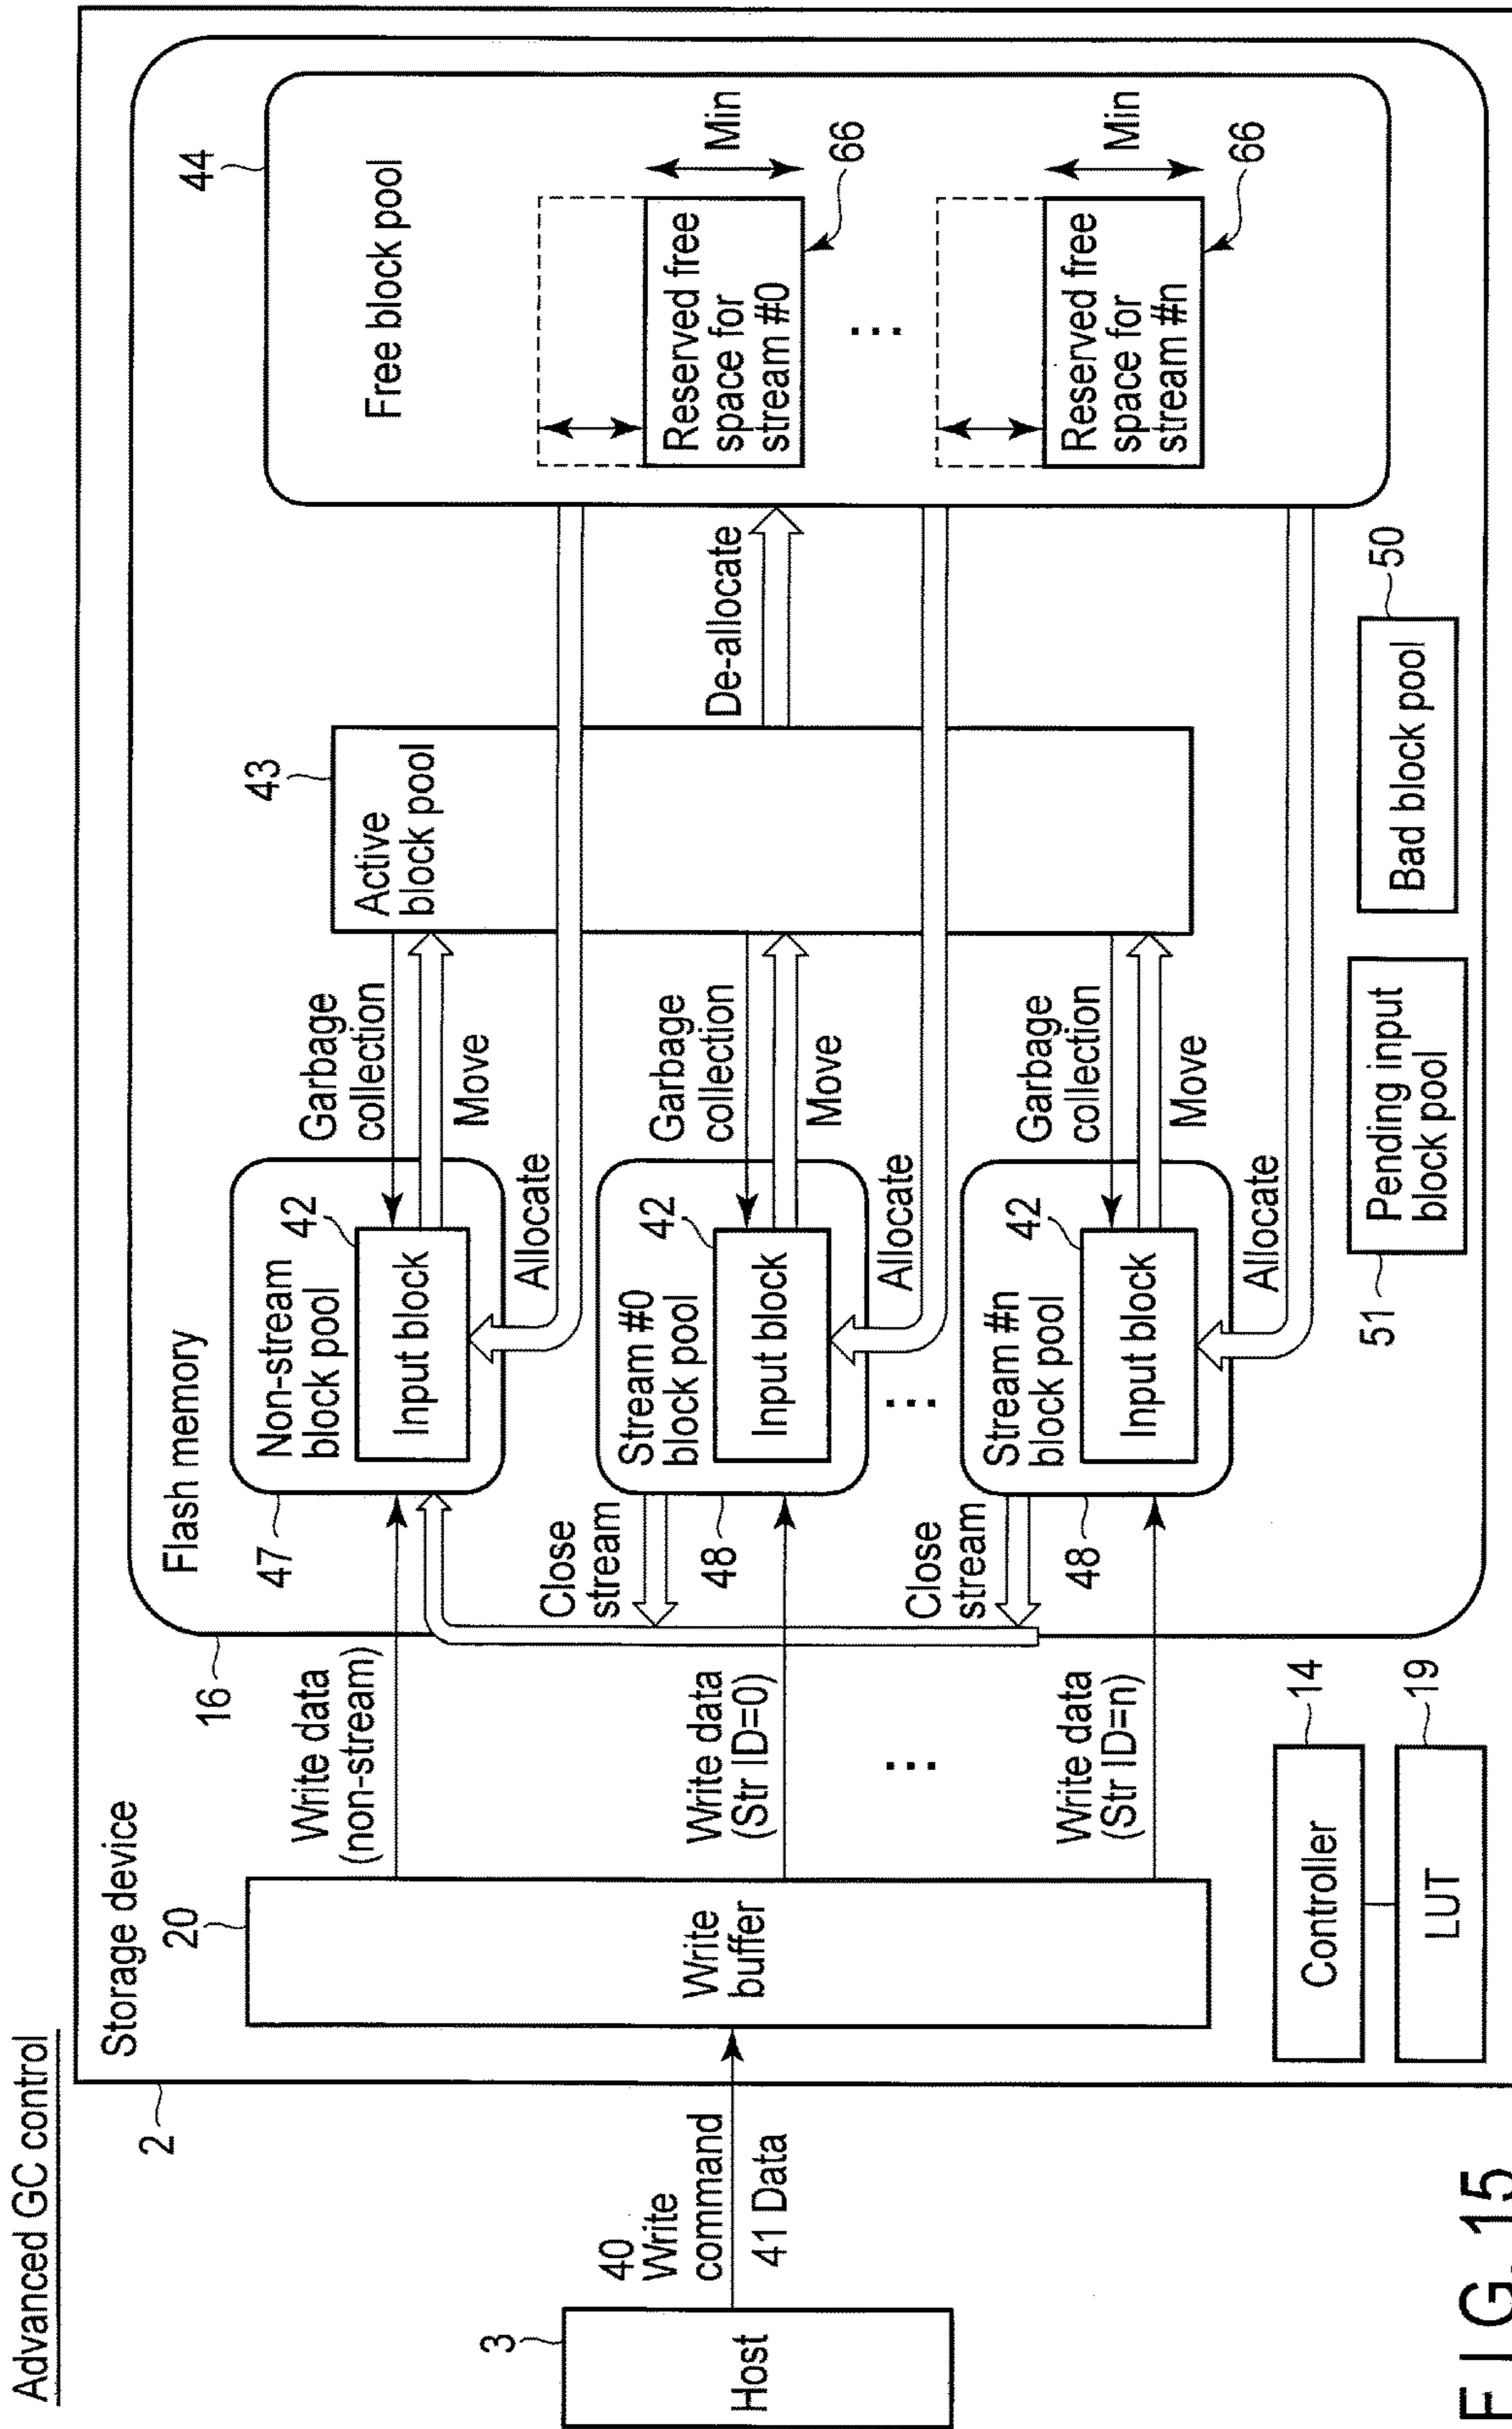 Advanced GC control
Storage device
2
20
Write
buffer
3
Host
40
Write
command
41 Data
Write data
(non-stream)
Write data
(Str ID=0)
...
Write data
(Str ID=n)
Controller
14
LUT
19
16
Flash memory
47
Non-stream
block pool
42
Input block
Close
stream
48
Stream #0
block pool
42
Input block
...
Close
stream
48
Stream #n
block pool
42
Input block
Garbage
collection
Move
Allocate
Garbage
collection
Move
Allocate
Garbage
collection
Move
Allocate
43
Active
block pool
De-allocate
44
Free block pool
Reserved free
space for
stream #0
Min
66
...
Reserved free
space for
stream #n
Min
66
51
Pending input
block pool
50
Bad block pool
FIG. 15